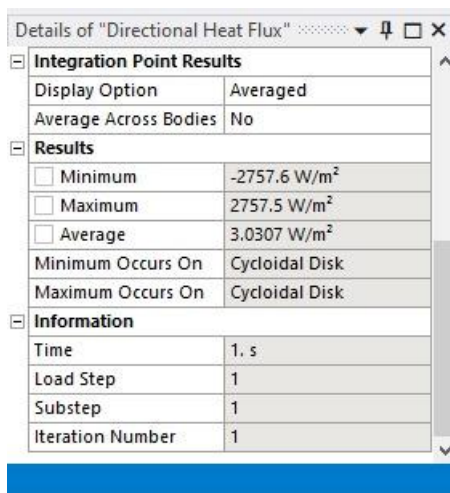 Details of "Directional Heat Flux"
Integration Point Results
Display Option Averaged
Average Across Bodies No
Results
Minimum -2757.6 W/m²
Maximum 2757.5 W/m²
Average 3.0307 W/m²
Minimum Occurs On Cycloidal Disk
Maximum Occurs On Cycloidal Disk
Information
Time 1. s
Load Step 1
Substep 1
Iteration Number 1